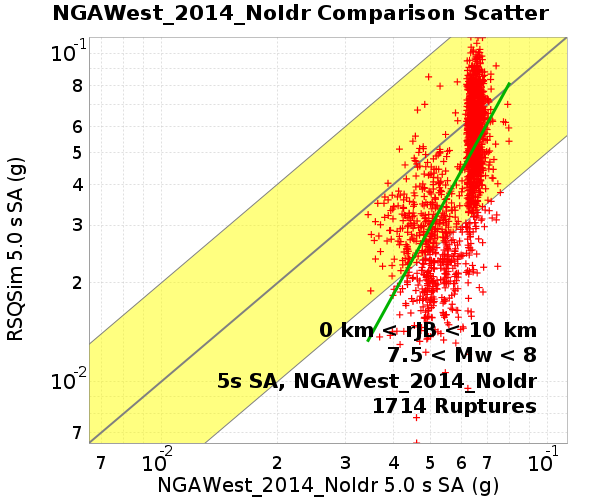 NGAWest_2014_NoIdr Comparison Scatter
10-1
8
6
5
4
3
2
10-2
7
RSQSim 5.0 s SA (g)
0 km < rJB < 10 km
7.5 < Mw < 8
5s SA, NGAWest_2014_NoIdr
1714 Ruptures
7 10-2 2 3 4 5 6 7 10-1
NGAWest_2014_NoIdr 5.0 s SA (g)